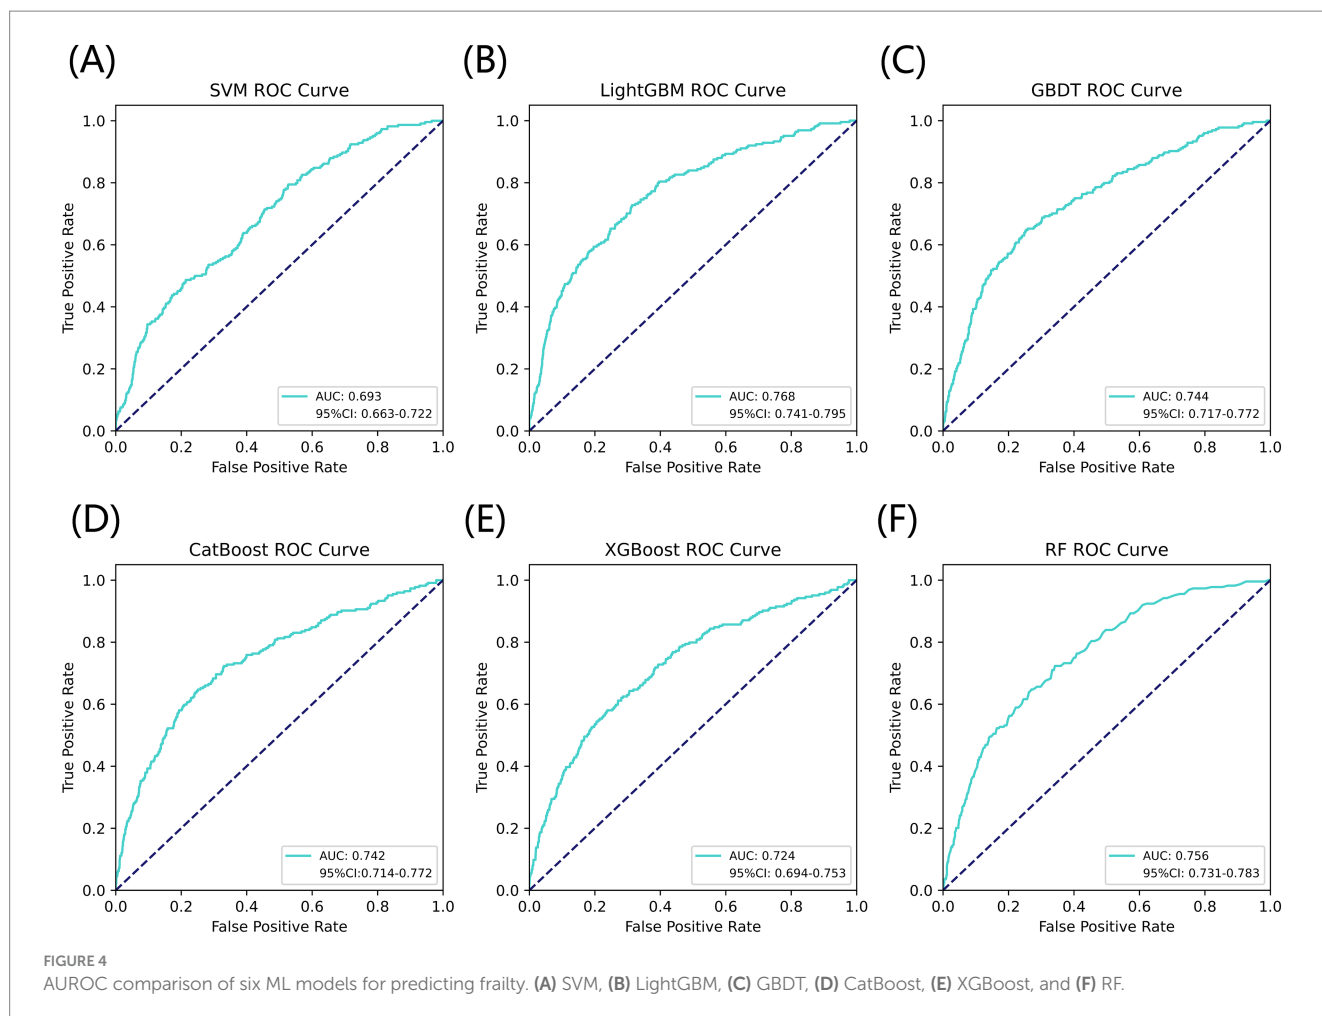 (A)
SVM ROC Curve
1.0
0.8
0.6
0.4
0.2
0.0
True Positive Rate
AUC: 0.693
95%CI: 0.663-0.722
0.0 0.2 0.4 0.6 0.8 1.0
False Positive Rate
(B)
LightGBM ROC Curve
1.0
0.8
0.6
0.4
0.2
0.0
True Positive Rate
AUC: 0.768
95%CI: 0.741-0.795
0.0 0.2 0.4 0.6 0.8 1.0
False Positive Rate
(C)
GBDT ROC Curve
1.0
0.8
0.6
0.4
0.2
0.0
True Positive Rate
AUC: 0.744
95%CI: 0.717-0.772
0.0 0.2 0.4 0.6 0.8 1.0
False Positive Rate
(D)
CatBoost ROC Curve
1.0
0.8
0.6
0.4
0.2
0.0
True Positive Rate
AUC: 0.742
95%CI:0.714-0.772
0.0 0.2 0.4 0.6 0.8 1.0
False Positive Rate
(E)
XGBoost ROC Curve
1.0
0.8
0.6
0.4
0.2
0.0
True Positive Rate
AUC: 0.724
95%CI: 0.694-0.753
0.0 0.2 0.4 0.6 0.8 1.0
False Positive Rate
(F)
RF ROC Curve
1.0
0.8
0.6
0.4
0.2
0.0
True Positive Rate
AUC: 0.756
95%CI: 0.731-0.783
0.0 0.2 0.4 0.6 0.8 1.0
False Positive Rate
FIGURE 4
AUROC comparison of six ML models for predicting frailty. (A) SVM, (B) LightGBM, (C) GBDT, (D) CatBoost, (E) XGBoost, and (F) RF.